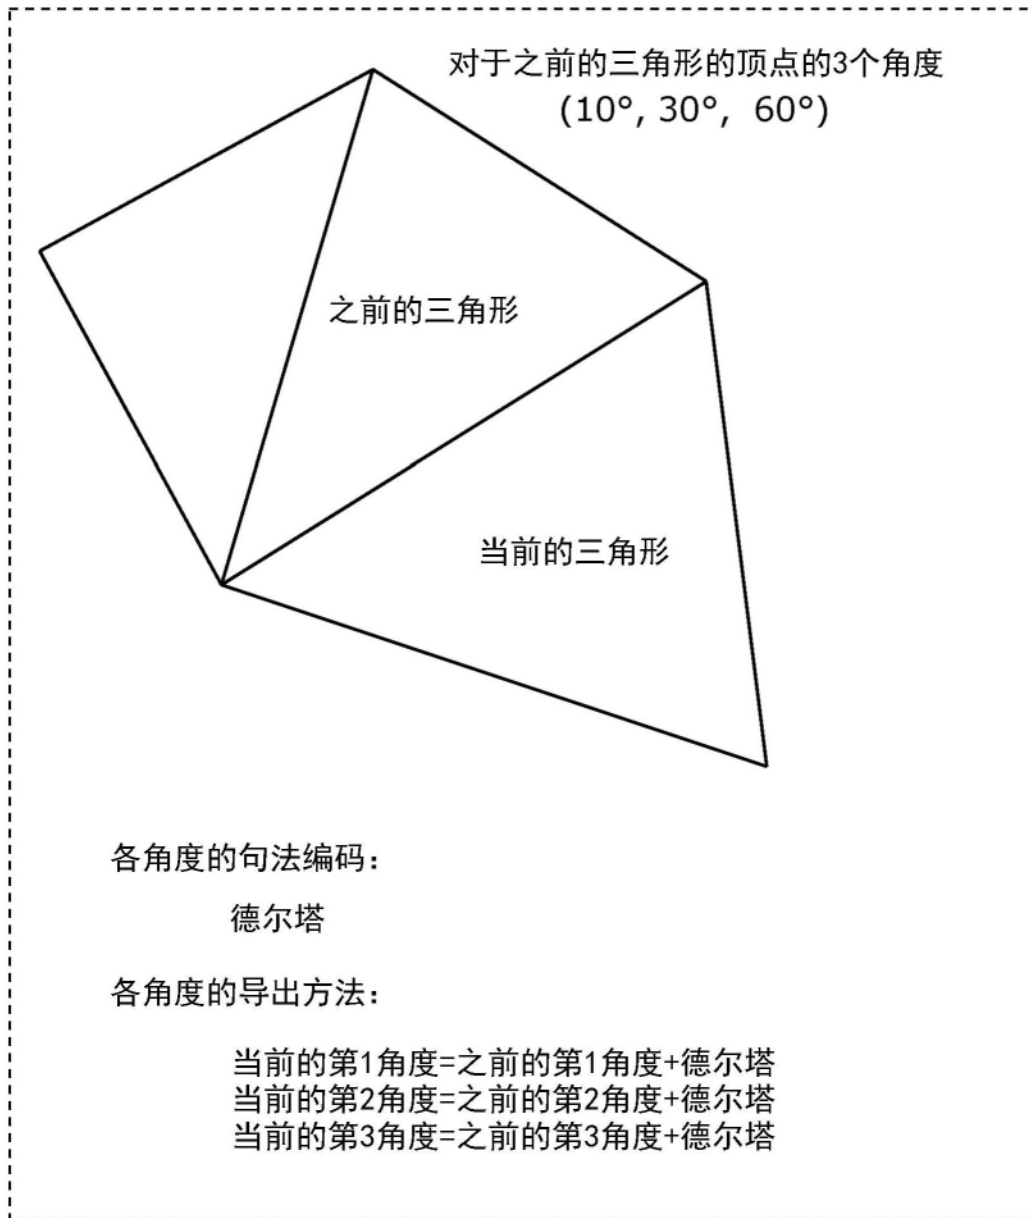 对于之前的三角形的顶点的3个角度
(10°, 30°, 60°)
之前的三角形
当前的三角形
各角度的句法编码：
德尔塔
各角度的导出方法：
当前的第1角度=之前的第1角度+德尔塔
当前的第2角度=之前的第2角度+德尔塔
当前的第3角度=之前的第3角度+德尔塔